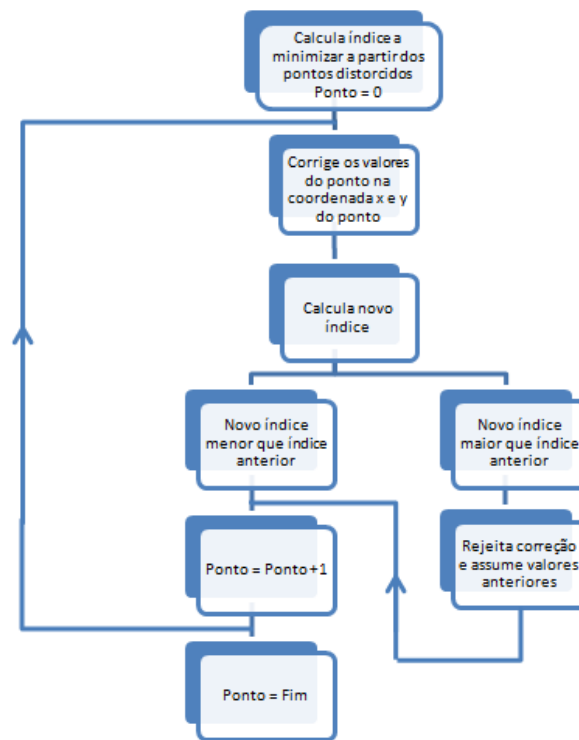 Calcula índice a
minimizar a partir dos
pontos distorcidos
Ponto = 0
Corrige os valores
do ponto na
coordenada x e y
do ponto
Calcula novo
índice
Novo índice
menor que índice
anterior
Novo índice
maior que índice
anterior
Ponto = Ponto +1
Rejeita correção
e assume valores
anteriores
Ponto = Fim